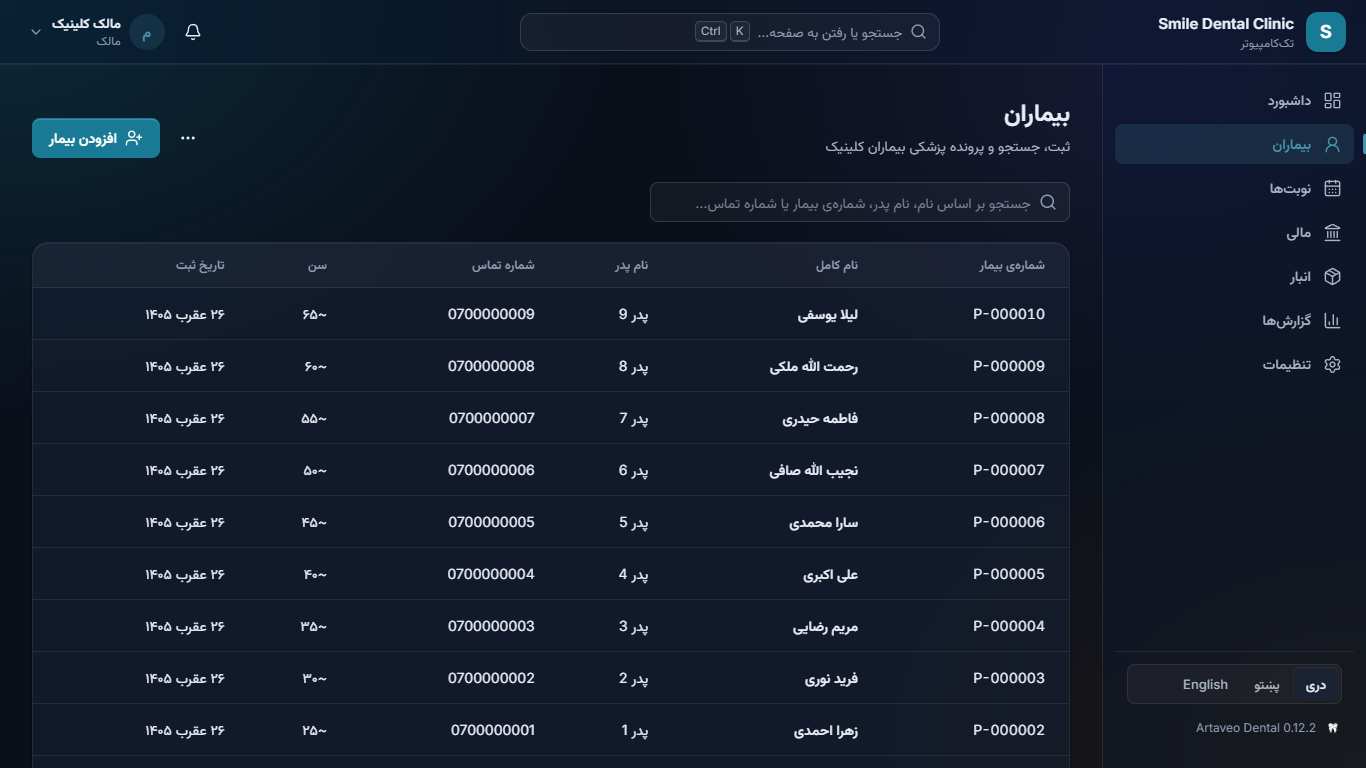 Smile Dental Clinic
تک‌کامپیوتر
S
جستجو یا رفتن به صفحه... Ctrl K
مالک کلینیک
مالک
م
داشبورد
بیماران
نوبت‌ها
مالی
انبار
گزارش‌ها
تنظیمات
دری پښتو English
Artaveo Dental 0.12.2
بیماران
ثبت، جستجو و پرونده پزشکی بیماران کلینیک
افزودن بیمار
جستجو بر اساس نام، نام پدر، شماره‌ی بیمار یا شماره تماس...
شماره‌ی بیمار نام کامل نام پدر شماره تماس سن تاریخ ثبت
P-000010 لیلا یوسفی پدر 9 0700000009 ~۶۵ ۲۶ عقرب ۱۴۰۵
P-000009 رحمت الله ملکی پدر 8 0700000008 ~۶۰ ۲۶ عقرب ۱۴۰۵
P-000008 فاطمه حیدری پدر 7 0700000007 ~۵۵ ۲۶ عقرب ۱۴۰۵
P-000007 نجیب الله صافی پدر 6 0700000006 ~۵۰ ۲۶ عقرب ۱۴۰۵
P-000006 سارا محمدی پدر 5 0700000005 ~۴۵ ۲۶ عقرب ۱۴۰۵
P-000005 علی اکبری پدر 4 0700000004 ~۴۰ ۲۶ عقرب ۱۴۰۵
P-000004 مریم رضایی پدر 3 0700000003 ~۳۵ ۲۶ عقرب ۱۴۰۵
P-000003 فرید نوری پدر 2 0700000002 ~۳۰ ۲۶ عقرب ۱۴۰۵
P-000002 زهرا احمدی پدر 1 0700000001 ~۲۵ ۲۶ عقرب ۱۴۰۵